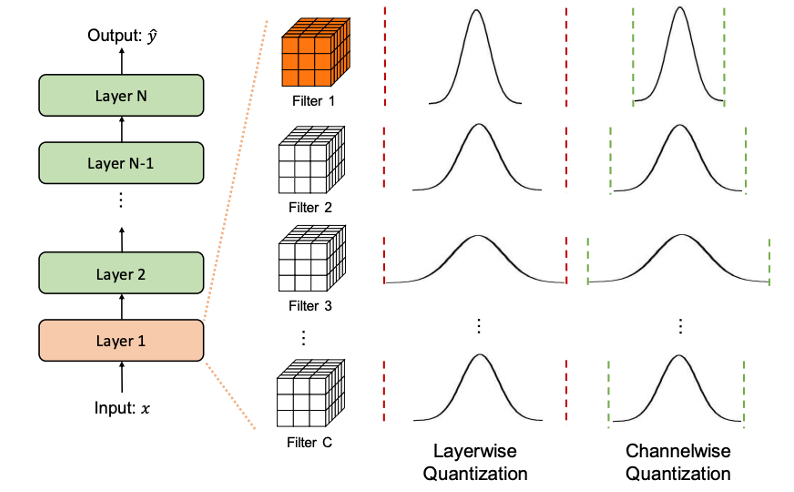 Output: ŷ
Layer N
Layer N-1
⋮
Layer 2
Layer 1
Input: x
Filter 1
Filter 2
Filter 3
⋮
Filter C
⋮
Layerwise
Quantization
⋮
Channelwise
Quantization